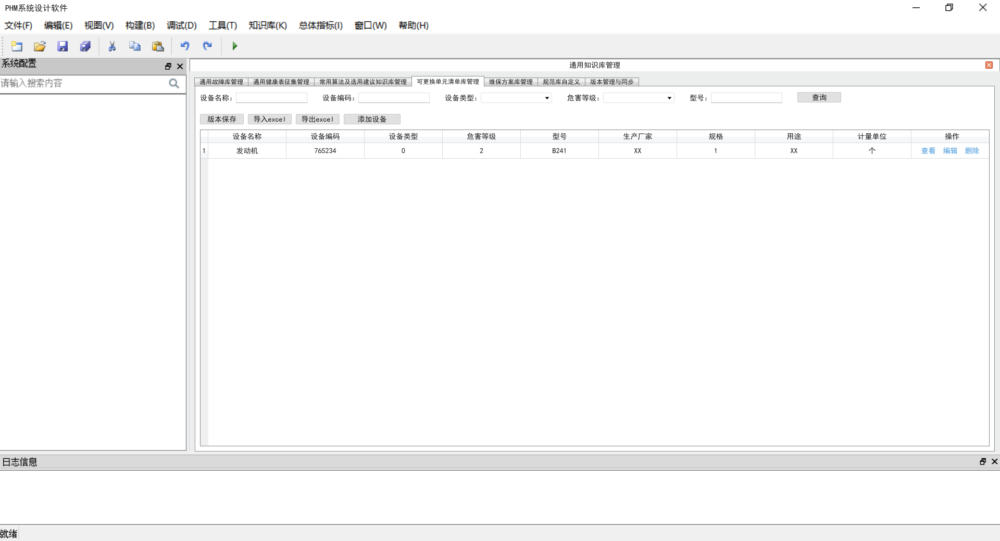 PHM系统设计软件
文件(F) 编辑(E) 视图(V) 构建(B) 调试(D) 工具(T) 知识库(K) 总体指标(I) 窗口(W) 帮助(H)
系统配置
请输入搜索内容
通用知识库管理
通用故障库管理 通用健康表征集管理 常用算法及选用建议知识库管理 可更换单元清单库管理 维保方案库管理 规范库自定义 版本管理与同步
设备名称: 设备编码: 设备类型: 危害等级: 型号: 查询
版本保存 导入excel 导出excel 添加设备
设备名称 设备编码 设备类型 危害等级 型号 生产厂家 规格 用途 计量单位 操作
1 发动机 765234 0 2 B241 XX 1 XX 个 查看 编辑 删除
日志信息
就绪